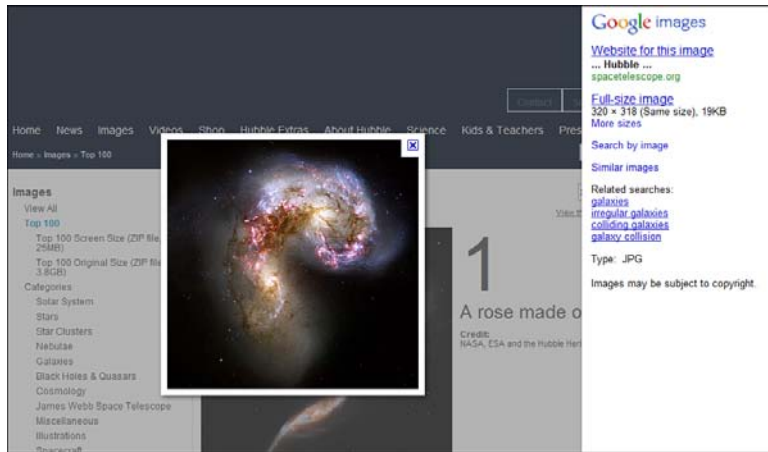 Contact
Home News Images Videos Shop Hubble Extras About Hubble Science Kids & Teachers
Home » Images » Top 100
Images
View All
Top 100
Top 100 Screen Size (ZIP file,
25MB)
Top 100 Original Size (ZIP file
3.8GB)
Categories
Solar System
Stars
Star Clusters
Nebulae
Galaxies
Black Holes & Quasars
Cosmology
James Webb Space Telescope
Miscellaneous
Illustrations
Spacecraft
1
A rose made o
Credit:
NASA, ESA and the Hubble Heri
Google images
Website for this image
... Hubble ...
spacetelescope.org
Full-size image
320 × 318 (Same size), 19KB
More sizes
Search by image
Similar images
Related searches:
galaxies
irregular galaxies
colliding galaxies
galaxy collision
Type: JPG
Images may be subject to copyright.